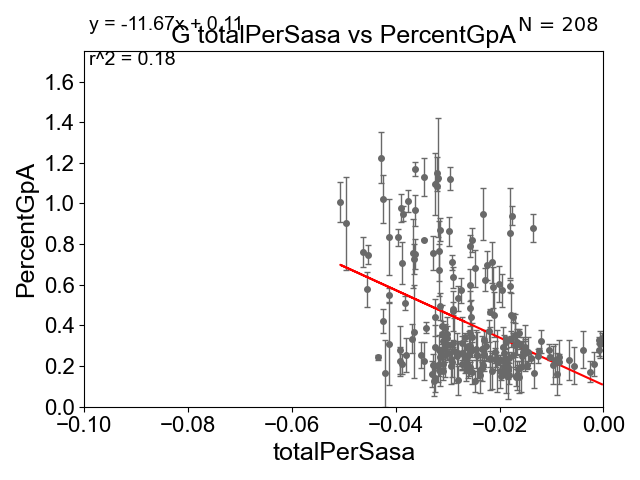 y = -11.67x + 0.11
N = 208
G totalPerSasa vs PercentGpA
r^2 = 0.18
1.6
1.4
1.2
1.0
0.8
0.6
0.4
0.2
0.0
PercentGpA
−0.10 −0.08 −0.06 −0.04 −0.02 0.00
totalPerSasa